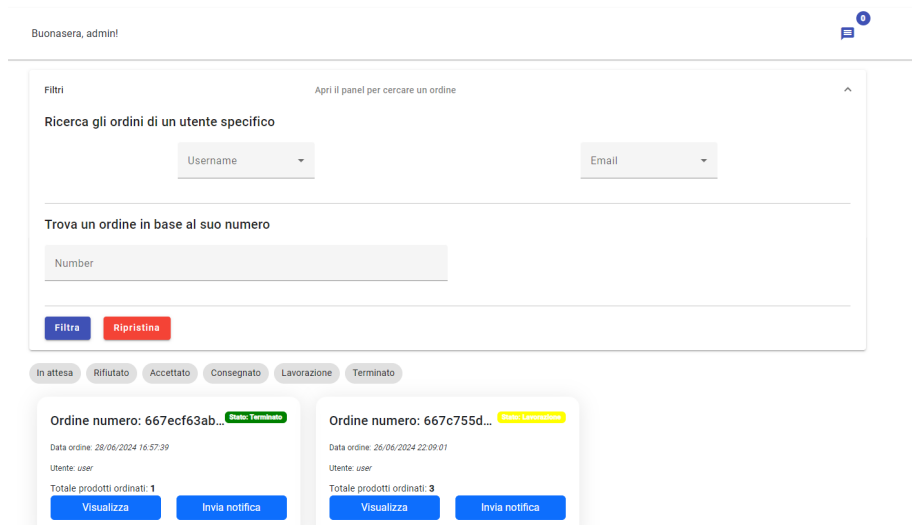 Buonasera, admin!
0
Filtri Apri il panel per cercare un ordine
Ricerca gli ordini di un utente specifico
Username Email
Trova un ordine in base al suo numero
Number
Filtra Ripristina
In attesa Rifiutato Accettato Consegnato Lavorazione Terminato
Ordine numero: 667ecf63ab... Stato: Terminato
Data ordine: 28/06/2024 16:57:39
Utente: user
Totale prodotti ordinati: 1
Visualizza Invia notifica
Ordine numero: 667c755d... Stato: Lavorazione
Data ordine: 26/06/2024 22:09:01
Utente: user
Totale prodotti ordinati: 3
Visualizza Invia notifica